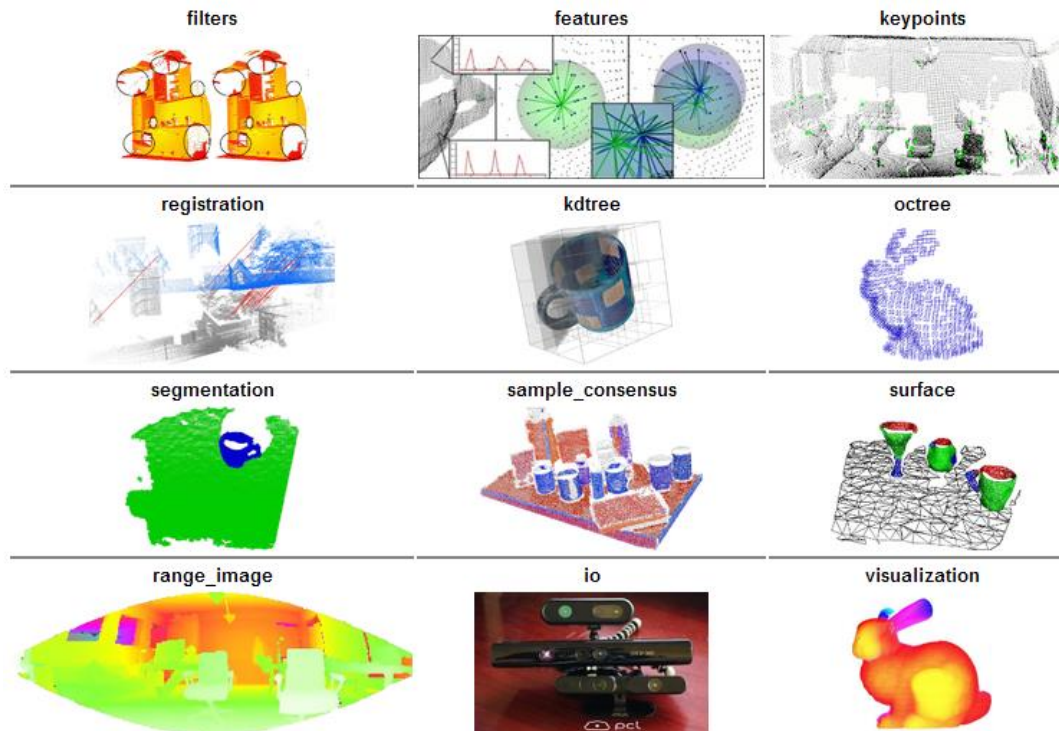 filters
features
keypoints
registration
kdtree
octree
segmentation
sample_consensus
surface
range_image
io
visualization
pcl